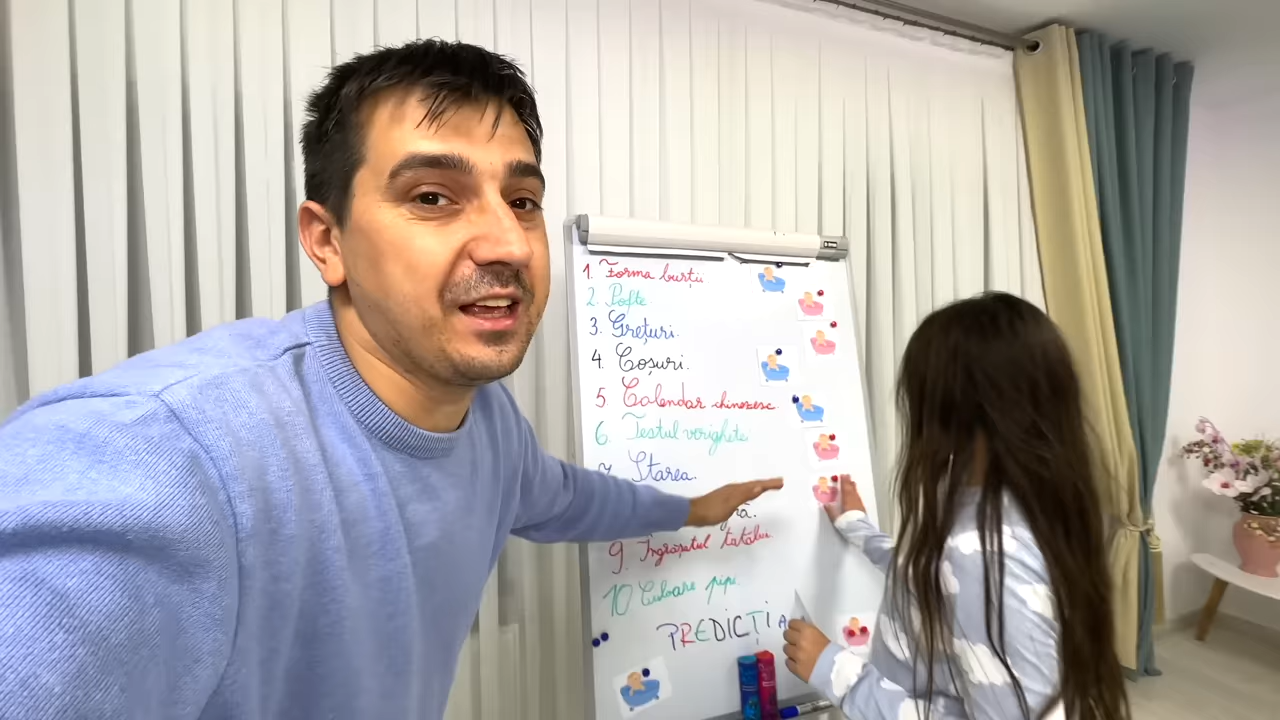 1. Forma burții
2. Pofte.
3. Grețuri.
4. Coșuri.
5 Calendar chinezesc.
6. Testul verighetei
7. Starea.
9. Îngrășatul tatălui.
10 Culoare pipi.
PREDICȚIA